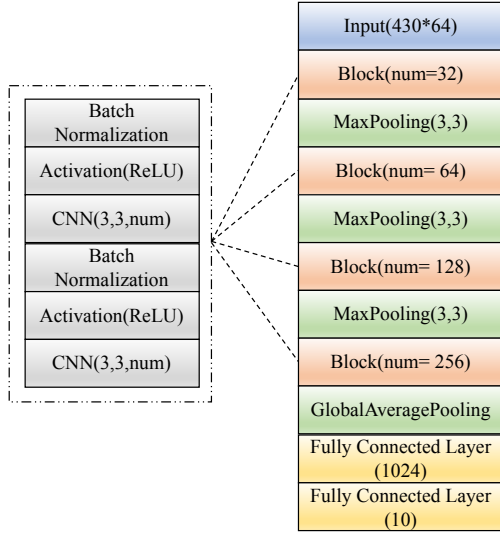 Batch
Normalization
Activation(ReLU)
CNN(3,3,num)
Batch
Normalization
Activation(ReLU)
CNN(3,3,num)
Input(430*64)
Block(num=32)
MaxPooling(3,3)
Block(num= 64)
MaxPooling(3,3)
Block(num= 128)
MaxPooling(3,3)
Block(num= 256)
GlobalAveragePooling
Fully Connected Layer
(1024)
Fully Connected Layer
(10)